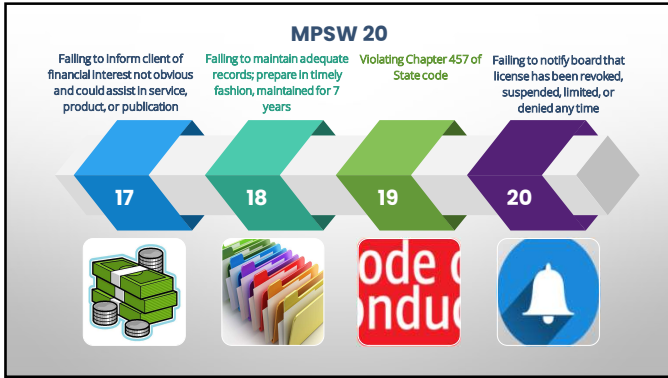 MPSW 20
Failing to inform client of
financial interest not obvious
and could assist in service,
product, or publication
Failing to maintain adequate
records; prepare in timely
fashion, maintained for 7
years
Violating Chapter 457 of
State code
Failing to notify board that
license has been revoked,
suspended, limited, or
denied any time
17
18
19
20
ode o
onduc